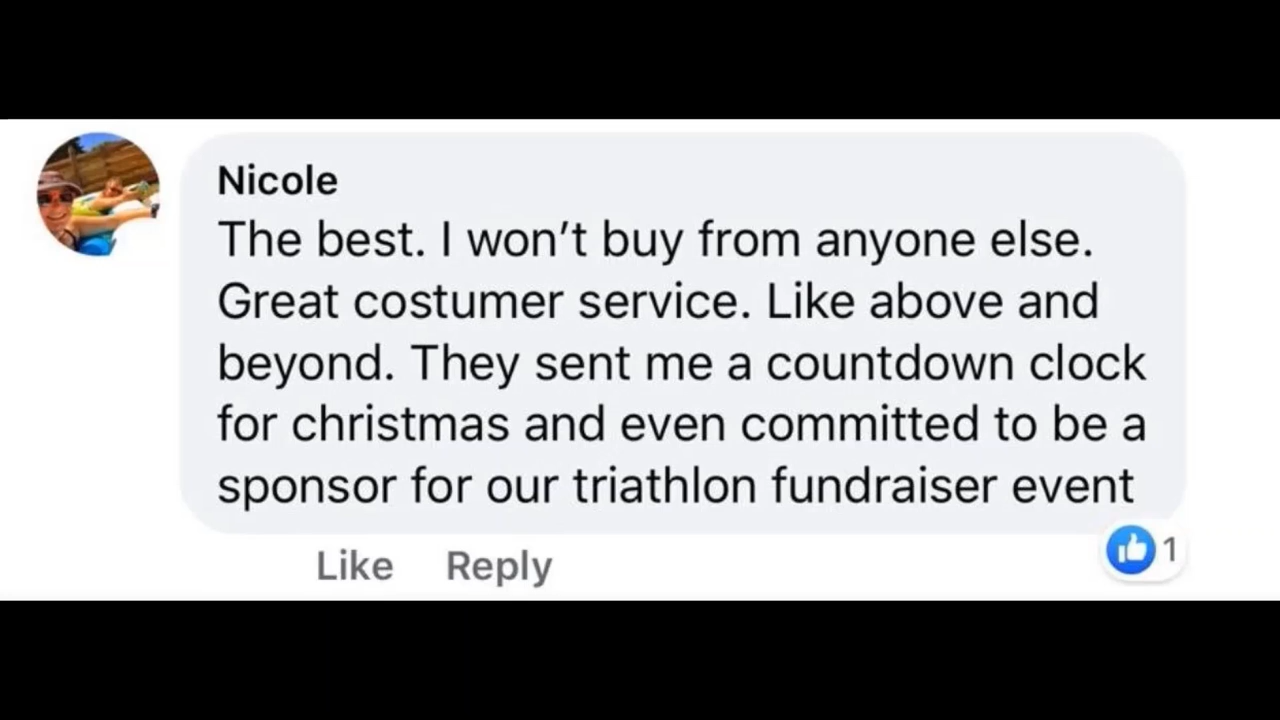 Nicole
The best. I won’t buy from anyone else.
Great costumer service. Like above and
beyond. They sent me a countdown clock
for christmas and even committed to be a
sponsor for our triathlon fundraiser event
Like Reply 1